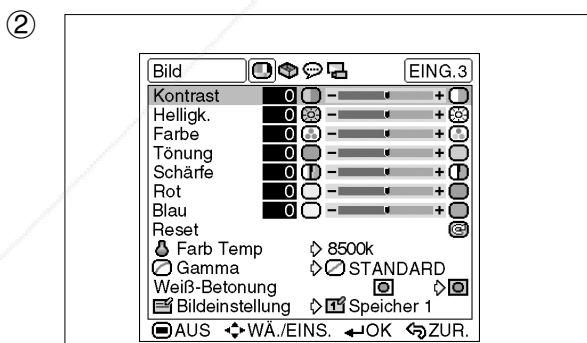 ②
Bild EING.3
Kontrast 0 - +
Helligk. 0 - +
Farbe 0 - +
Tönung 0 - +
Schärfe 0 - +
Rot 0 - +
Blau 0 - +
Reset
Farb Temp 8500k
Gamma STANDARD
Weiß-Betonung
Bildeinstellung 1 Speicher 1
AUS WÄ./EINS. OK ZUR.